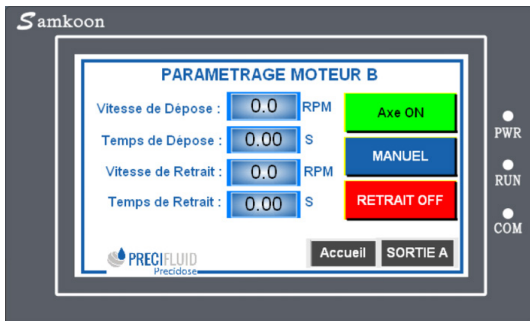 Samkoon
PARAMETRAGE MOTEUR B
Vitesse de Dépose : 0.0 RPM
Axe ON
Temps de Dépose : 0.00 S
MANUEL
Vitesse de Retrait : 0.0 RPM
Temps de Retrait : 0.00 S
RETRAIT OFF
PWR
RUN
COM
PRECIFLUID
Precidose
Accueil SORTIE A